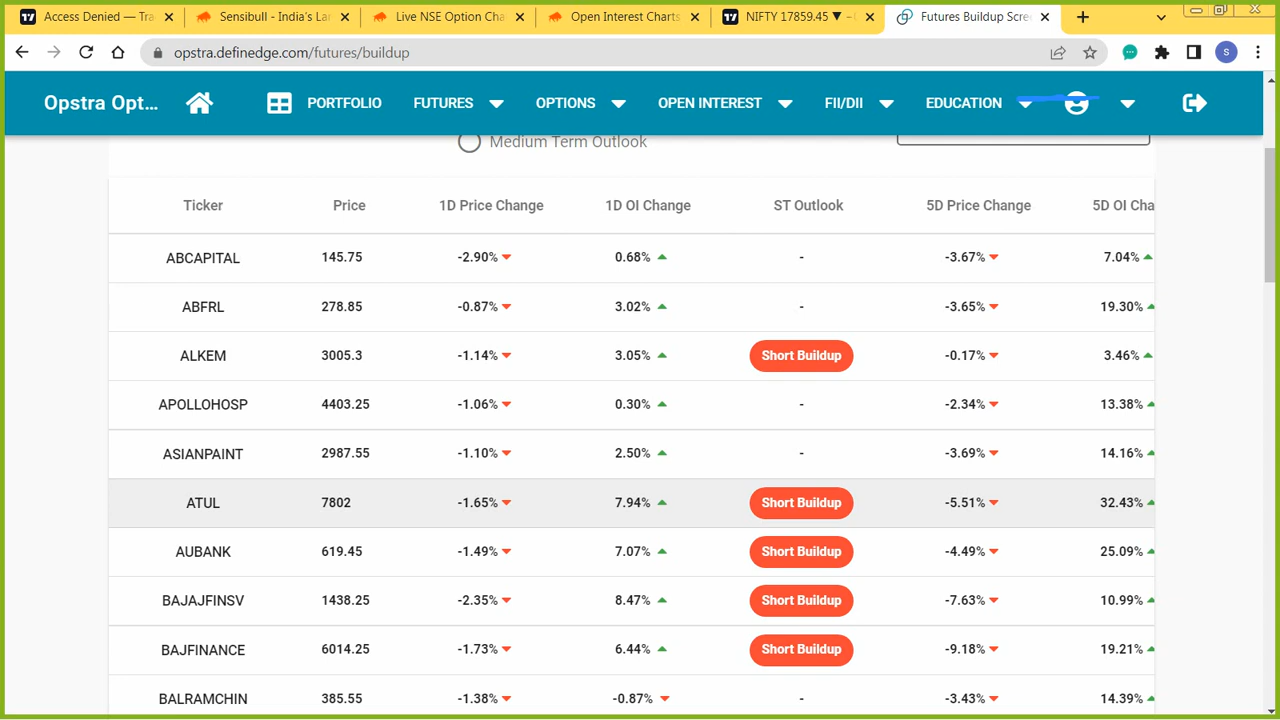 Access Denied — Tra
Sensibull - India's Lar
Live NSE Option Cha
Open Interest Charts
NIFTY 17859.45 ▼ –
Futures Buildup Scre
opstra.definedge.com/futures/buildup
S
Opstra Opt... PORTFOLIO FUTURES OPTIONS OPEN INTEREST FII/DII EDUCATION
Medium Term Outlook
Ticker Price 1D Price Change 1D OI Change ST Outlook 5D Price Change 5D OI Cha
ABCAPITAL 145.75 -2.90% 0.68% - -3.67% 7.04%
ABFRL 278.85 -0.87% 3.02% - -3.65% 19.30%
ALKEM 3005.3 -1.14% 3.05% Short Buildup -0.17% 3.46%
APOLLOHOSP 4403.25 -1.06% 0.30% - -2.34% 13.38%
ASIANPAINT 2987.55 -1.10% 2.50% - -3.69% 14.16%
ATUL 7802 -1.65% 7.94% Short Buildup -5.51% 32.43%
AUBANK 619.45 -1.49% 7.07% Short Buildup -4.49% 25.09%
BAJAJFINSV 1438.25 -2.35% 8.47% Short Buildup -7.63% 10.99%
BAJFINANCE 6014.25 -1.73% 6.44% Short Buildup -9.18% 19.21%
BALRAMCHIN 385.55 -1.38% -0.87% - -3.43% 14.39%